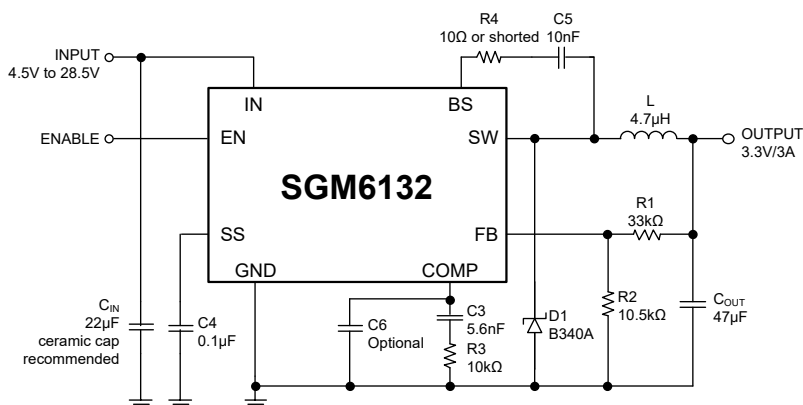 R4
10Ω or shorted
C5
10nF
INPUT
4.5V to 28.5V
IN
BS
L
4.7µH
ENABLE
EN
SW
OUTPUT
3.3V/3A
SGM6132
R1
33kΩ
SS
FB
GND
COMP
CIN
22µF
ceramic cap
recommended
C4
0.1µF
C6
Optional
C3
5.6nF
R3
10kΩ
D1
B340A
R2
10.5kΩ
COUT
47µF